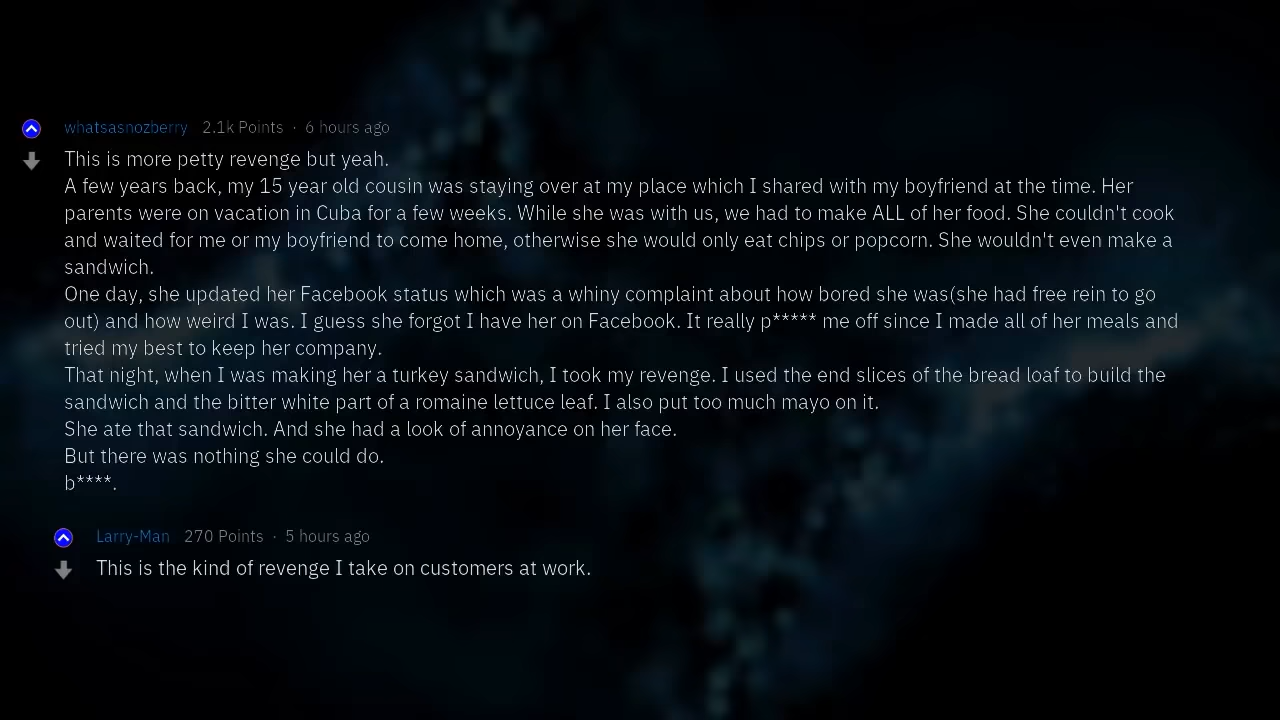 whatsasnozberry 2.1k Points · 6 hours ago
This is more petty revenge but yeah.
A few years back, my 15 year old cousin was staying over at my place which I shared with my boyfriend at the time. Her
parents were on vacation in Cuba for a few weeks. While she was with us, we had to make ALL of her food. She couldn't cook
and waited for me or my boyfriend to come home, otherwise she would only eat chips or popcorn. She wouldn't even make a
sandwich.
One day, she updated her Facebook status which was a whiny complaint about how bored she was(she had free rein to go
out) and how weird I was. I guess she forgot I have her on Facebook. It really p***** me off since I made all of her meals and
tried my best to keep her company.
That night, when I was making her a turkey sandwich, I took my revenge. I used the end slices of the bread loaf to build the
sandwich and the bitter white part of a romaine lettuce leaf. I also put too much mayo on it.
She ate that sandwich. And she had a look of annoyance on her face.
But there was nothing she could do.
b****.
Larry-Man 270 Points · 5 hours ago
This is the kind of revenge I take on customers at work.